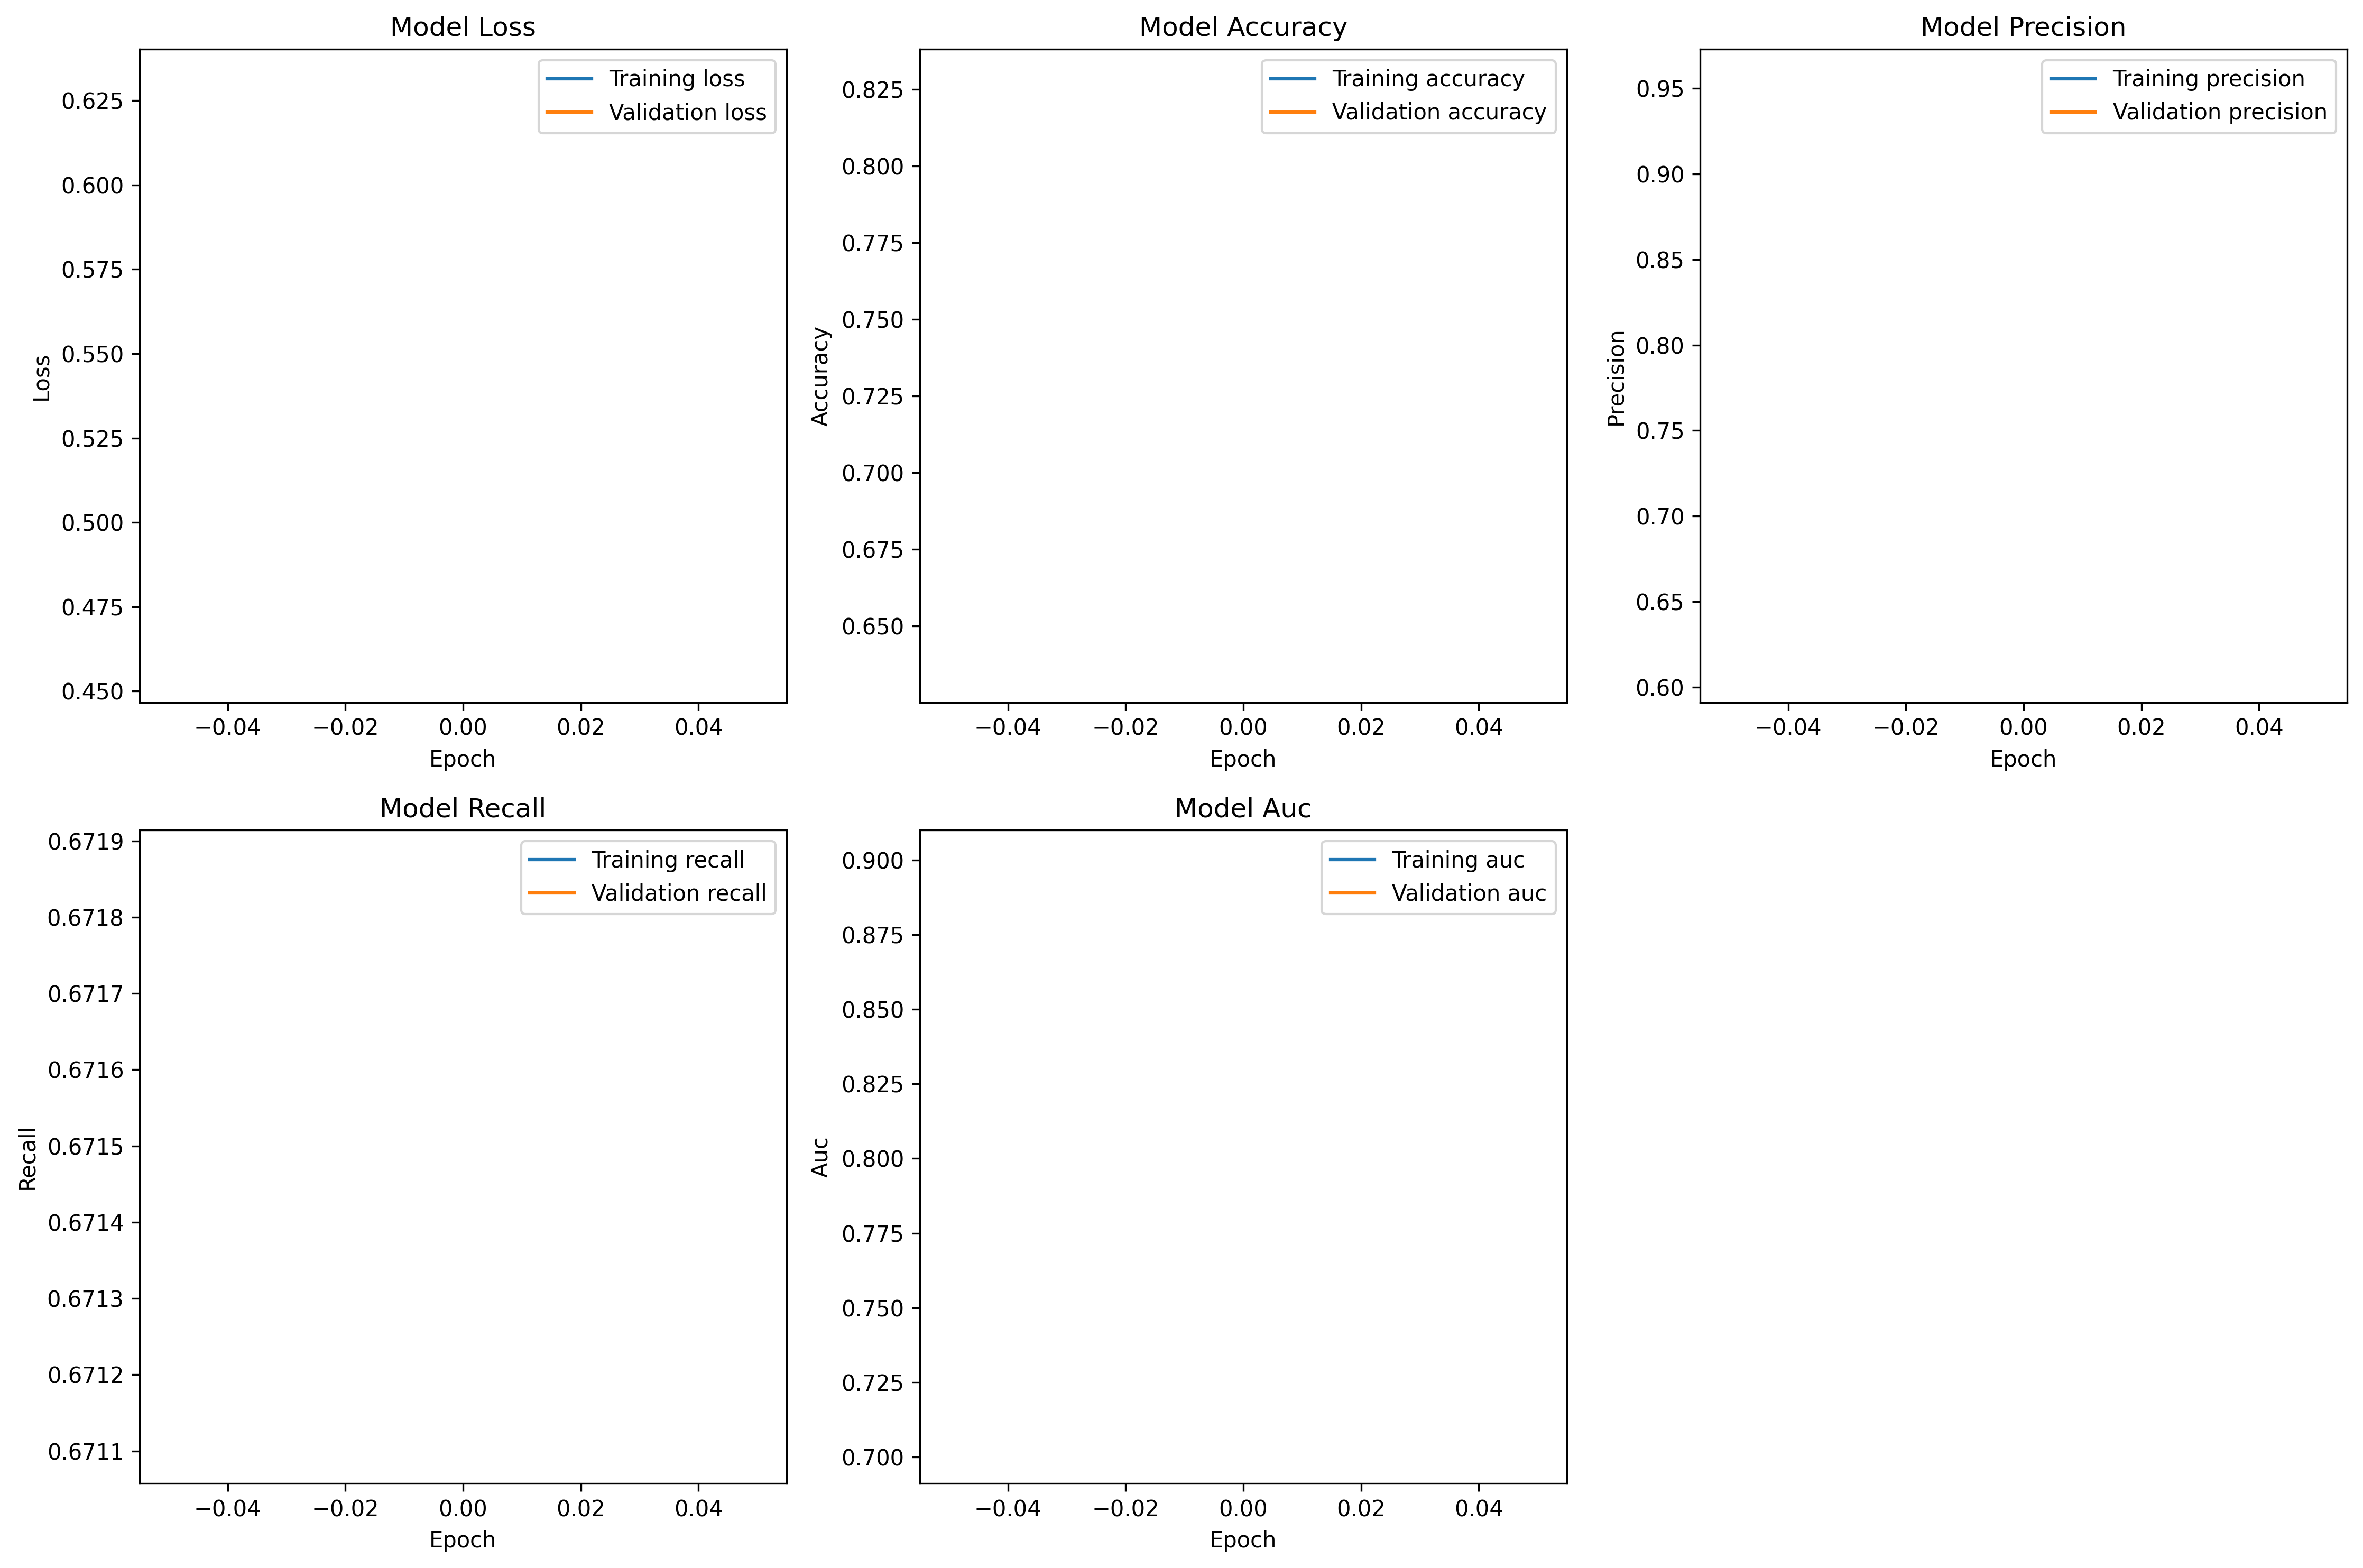 Model Loss
Training loss
Validation loss
0.625
0.600
0.575
0.550
0.525
0.500
0.475
0.450
Loss
−0.04 −0.02 0.00 0.02 0.04
Epoch
Model Accuracy
Training accuracy
Validation accuracy
0.825
0.800
0.775
0.750
0.725
0.700
0.675
0.650
Accuracy
−0.04 −0.02 0.00 0.02 0.04
Epoch
Model Precision
Training precision
Validation precision
0.95
0.90
0.85
0.80
0.75
0.70
0.65
0.60
Precision
−0.04 −0.02 0.00 0.02 0.04
Epoch
Model Recall
Training recall
Validation recall
0.6719
0.6718
0.6717
0.6716
0.6715
0.6714
0.6713
0.6712
0.6711
Recall
−0.04 −0.02 0.00 0.02 0.04
Epoch
Model Auc
Training auc
Validation auc
0.900
0.875
0.850
0.825
0.800
0.775
0.750
0.725
0.700
Auc
−0.04 −0.02 0.00 0.02 0.04
Epoch